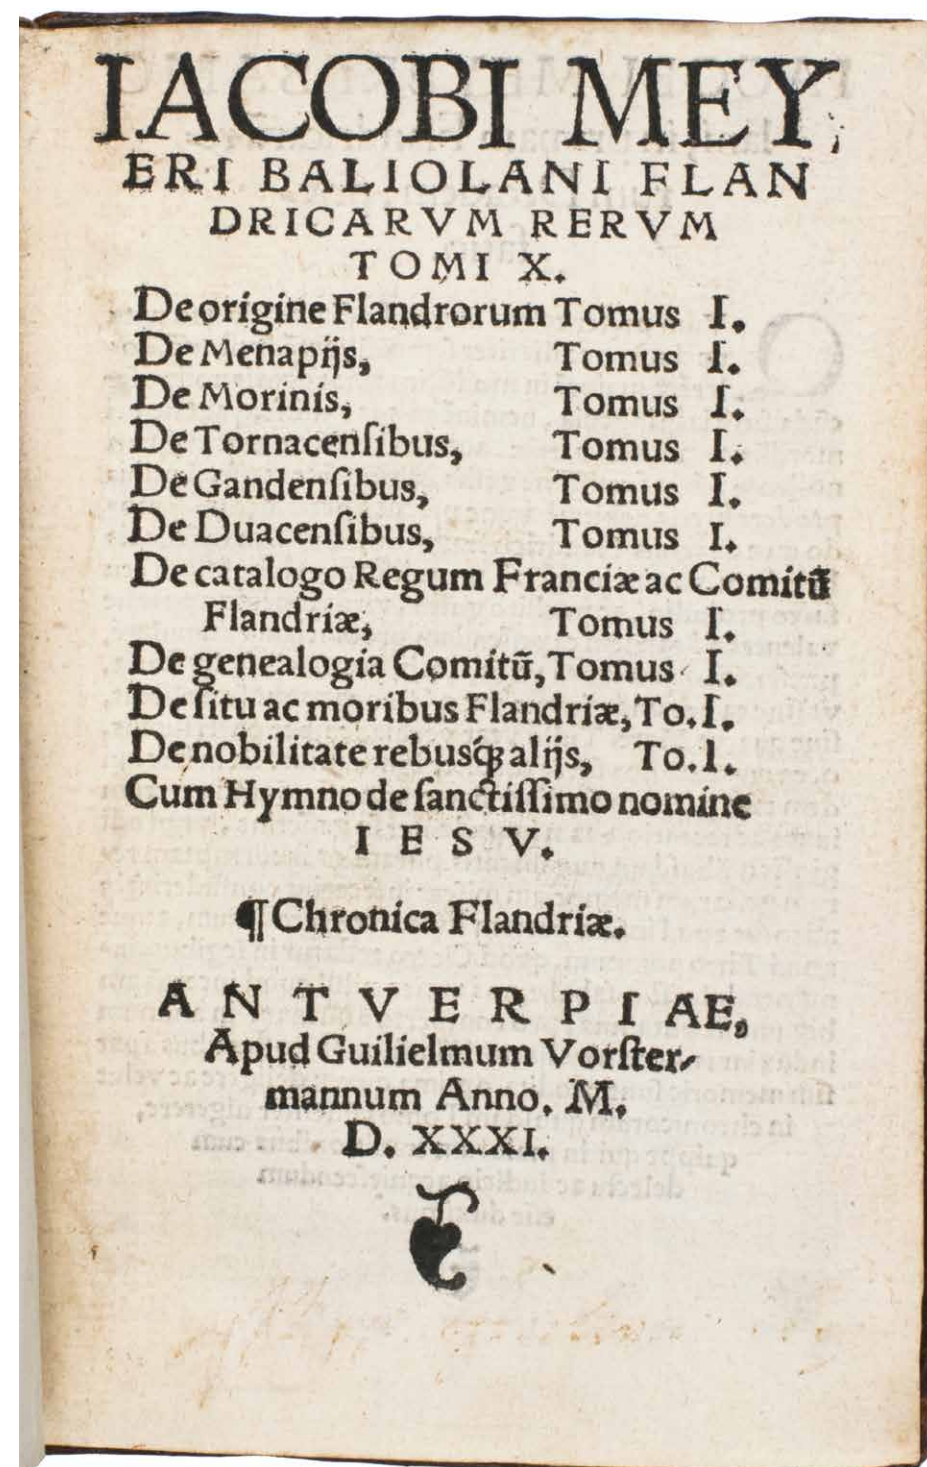 IACOBI MEY,
ERI BALIOLANI FLAN
DRICARVM RERVM
TOMI X.
De origine Flandrorum Tomus I.
De Menapijs, Tomus I.
De Morinis, Tomus I.
De Tornacenſibus, Tomus I.
De Gandenſibus, Tomus I.
De Duacenſibus, Tomus I.
De catalogo Regum Franciæ ac Comitū
Flandriæ, Tomus I.
De genealogia Comitū, Tomus I.
De ſitu ac moribus Flandriæ, To. I.
De nobilitate rebusq́ꝫ alijs, To. I.
Cum Hymno de ſanctiſſimo nomine
IESV.
¶ Chronica Flandriæ.
ANTVERPIAE,
Apud Guilielmum Vorſter⸗
mannum Anno. M.
D. XXXI.